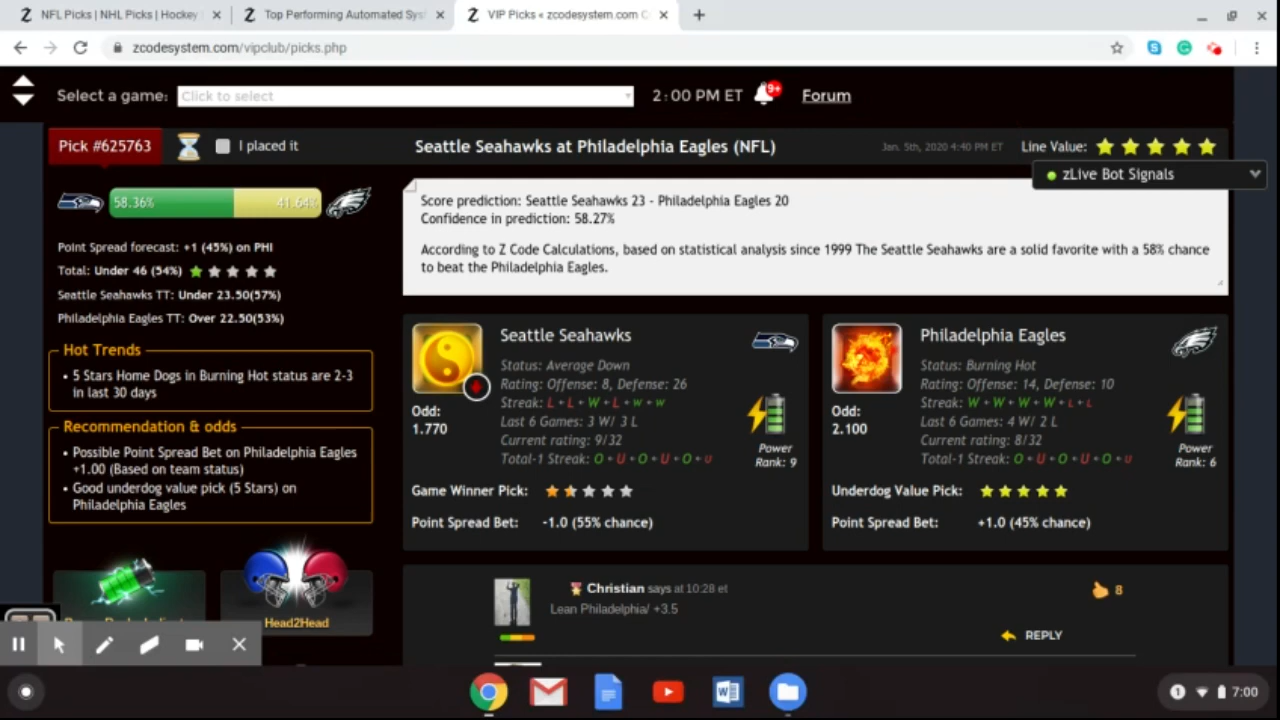 NFL Picks | NHL Picks | Hockey
Top Performing Automated Sys
VIP Picks « zcodesystem.com C
zcodesystem.com/vipclub/picks.php
Select a game:
Click to select
2:00 PM ET
9+
Forum
Pick #625763
I placed it
Seattle Seahawks at Philadelphia Eagles (NFL)
Jan. 5th, 2020 4:40 PM ET
Line Value:
zLive Bot Signals
58.36%
41.64%
Point Spread forecast: +1 (45%) on PHI
Total: Under 46 (54%)
Seattle Seahawks TT: Under 23.50(57%)
Philadelphia Eagles TT: Over 22.50(53%)
Hot Trends
• 5 Stars Home Dogs in Burning Hot status are 2-3
in last 30 days
Recommendation & odds
• Possible Point Spread Bet on Philadelphia Eagles
+1.00 (Based on team status)
• Good underdog value pick (5 Stars) on
Philadelphia Eagles
Head2Head
Score prediction: Seattle Seahawks 23 - Philadelphia Eagles 20
Confidence in prediction: 58.27%
According to Z Code Calculations, based on statistical analysis since 1999 The Seattle Seahawks are a solid favorite with a 58% chance
to beat the Philadelphia Eagles.
Seattle Seahawks
Status: Average Down
Rating: Offense: 8, Defense: 26
Streak: L + L + W + L + W + W
Last 6 Games: 3 W/ 3 L
Current rating: 9/32
Total-1 Streak: O + U + O + U + O + U
Odd:
1.770
Power
Rank: 9
Game Winner Pick:
Point Spread Bet:
-1.0 (55% chance)
Philadelphia Eagles
Status: Burning Hot
Rating: Offense: 14, Defense: 10
Streak: W + W + W + W + L + L
Last 6 Games: 4 W/ 2 L
Current rating: 8/32
Total-1 Streak: O + U + O + U + O + U
Odd:
2.100
Power
Rank: 6
Underdog Value Pick:
Point Spread Bet:
+1.0 (45% chance)
Christian says at 10:28 et
8
Lean Philadelphia/ +3.5
REPLY
1
7:00